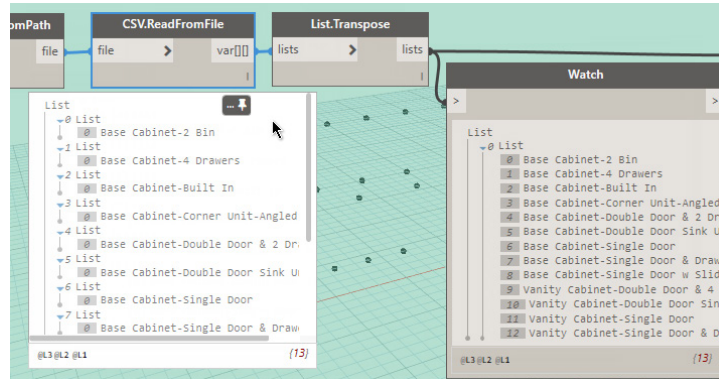 omPath
CSV.ReadFromFile
List.Transpose
file
file
>
var[][]
lists
>
lists
Watch
>
>
List
0 List
0 Base Cabinet-2 Bin
1 List
0 Base Cabinet-4 Drawers
2 List
0 Base Cabinet-Built In
3 List
0 Base Cabinet-Corner Unit-Angled
4 List
0 Base Cabinet-Double Door & 2 Dr
5 List
0 Base Cabinet-Double Door Sink U
6 List
0 Base Cabinet-Single Door
7 List
0 Base Cabinet-Single Door & Draw
@L3 @L2 @L1
{13}
List
0 List
0 Base Cabinet-2 Bin
1 Base Cabinet-4 Drawers
2 Base Cabinet-Built In
3 Base Cabinet-Corner Unit-Angled
4 Base Cabinet-Double Door & 2 Dr
5 Base Cabinet-Double Door Sink U
6 Base Cabinet-Single Door
7 Base Cabinet-Single Door & Draw
8 Base Cabinet-Single Door w Slid
9 Vanity Cabinet-Double Door & 4
10 Vanity Cabinet-Double Door Sin
11 Vanity Cabinet-Single Door
12 Vanity Cabinet-Single Door & D
@L3 @L2 @L1
{13}